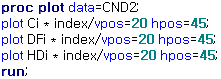 proc plot data=CND2;
plot Ci * index/vpos=20 hpos=45;
plot DFi * index/vpos=20 hpos=45;
plot HDi * index/vpos=20 hpos=45;
run;